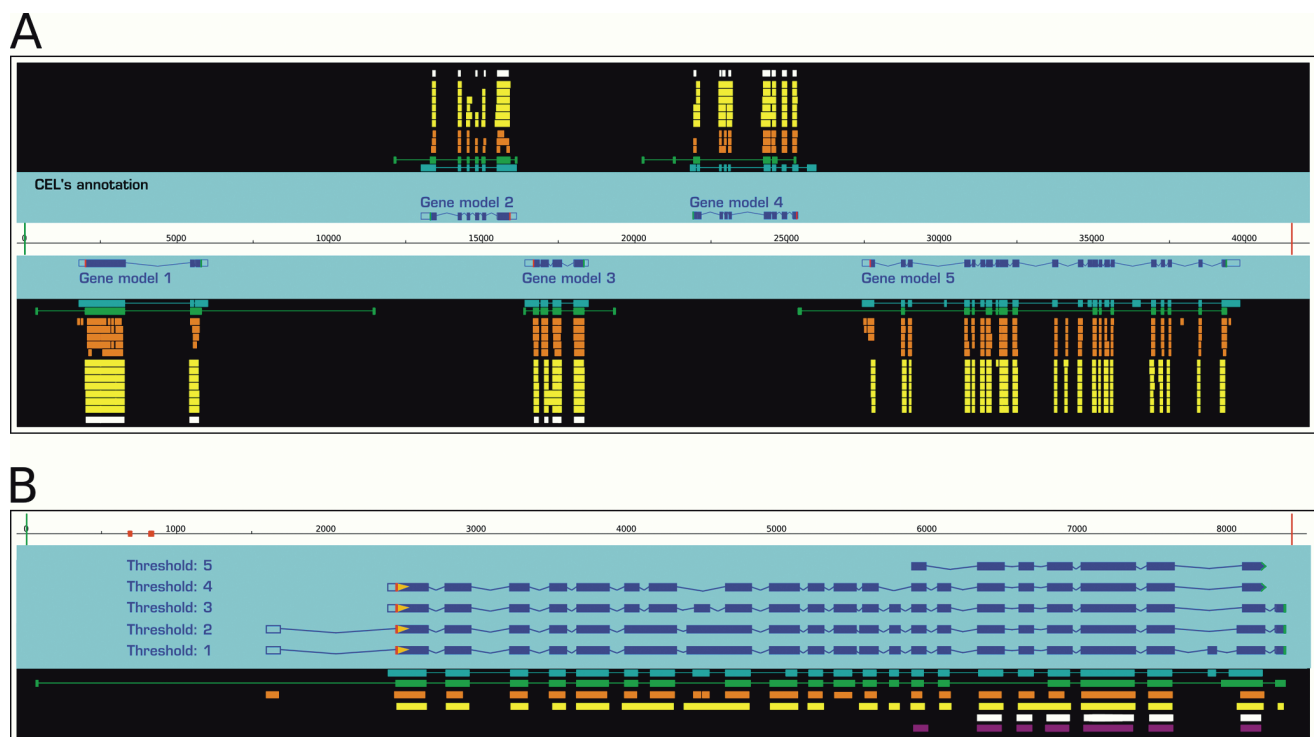 A
CEL's annotation
Gene model 2
Gene model 4
0 5000 10000 15000 20000 25000 30000 35000 40000
Gene model 1
Gene model 3
Gene model 5
B
0 1000 2000 3000 4000 5000 6000 7000 8000
Threshold: 5
Threshold: 4
Threshold: 3
Threshold: 2
Threshold: 1